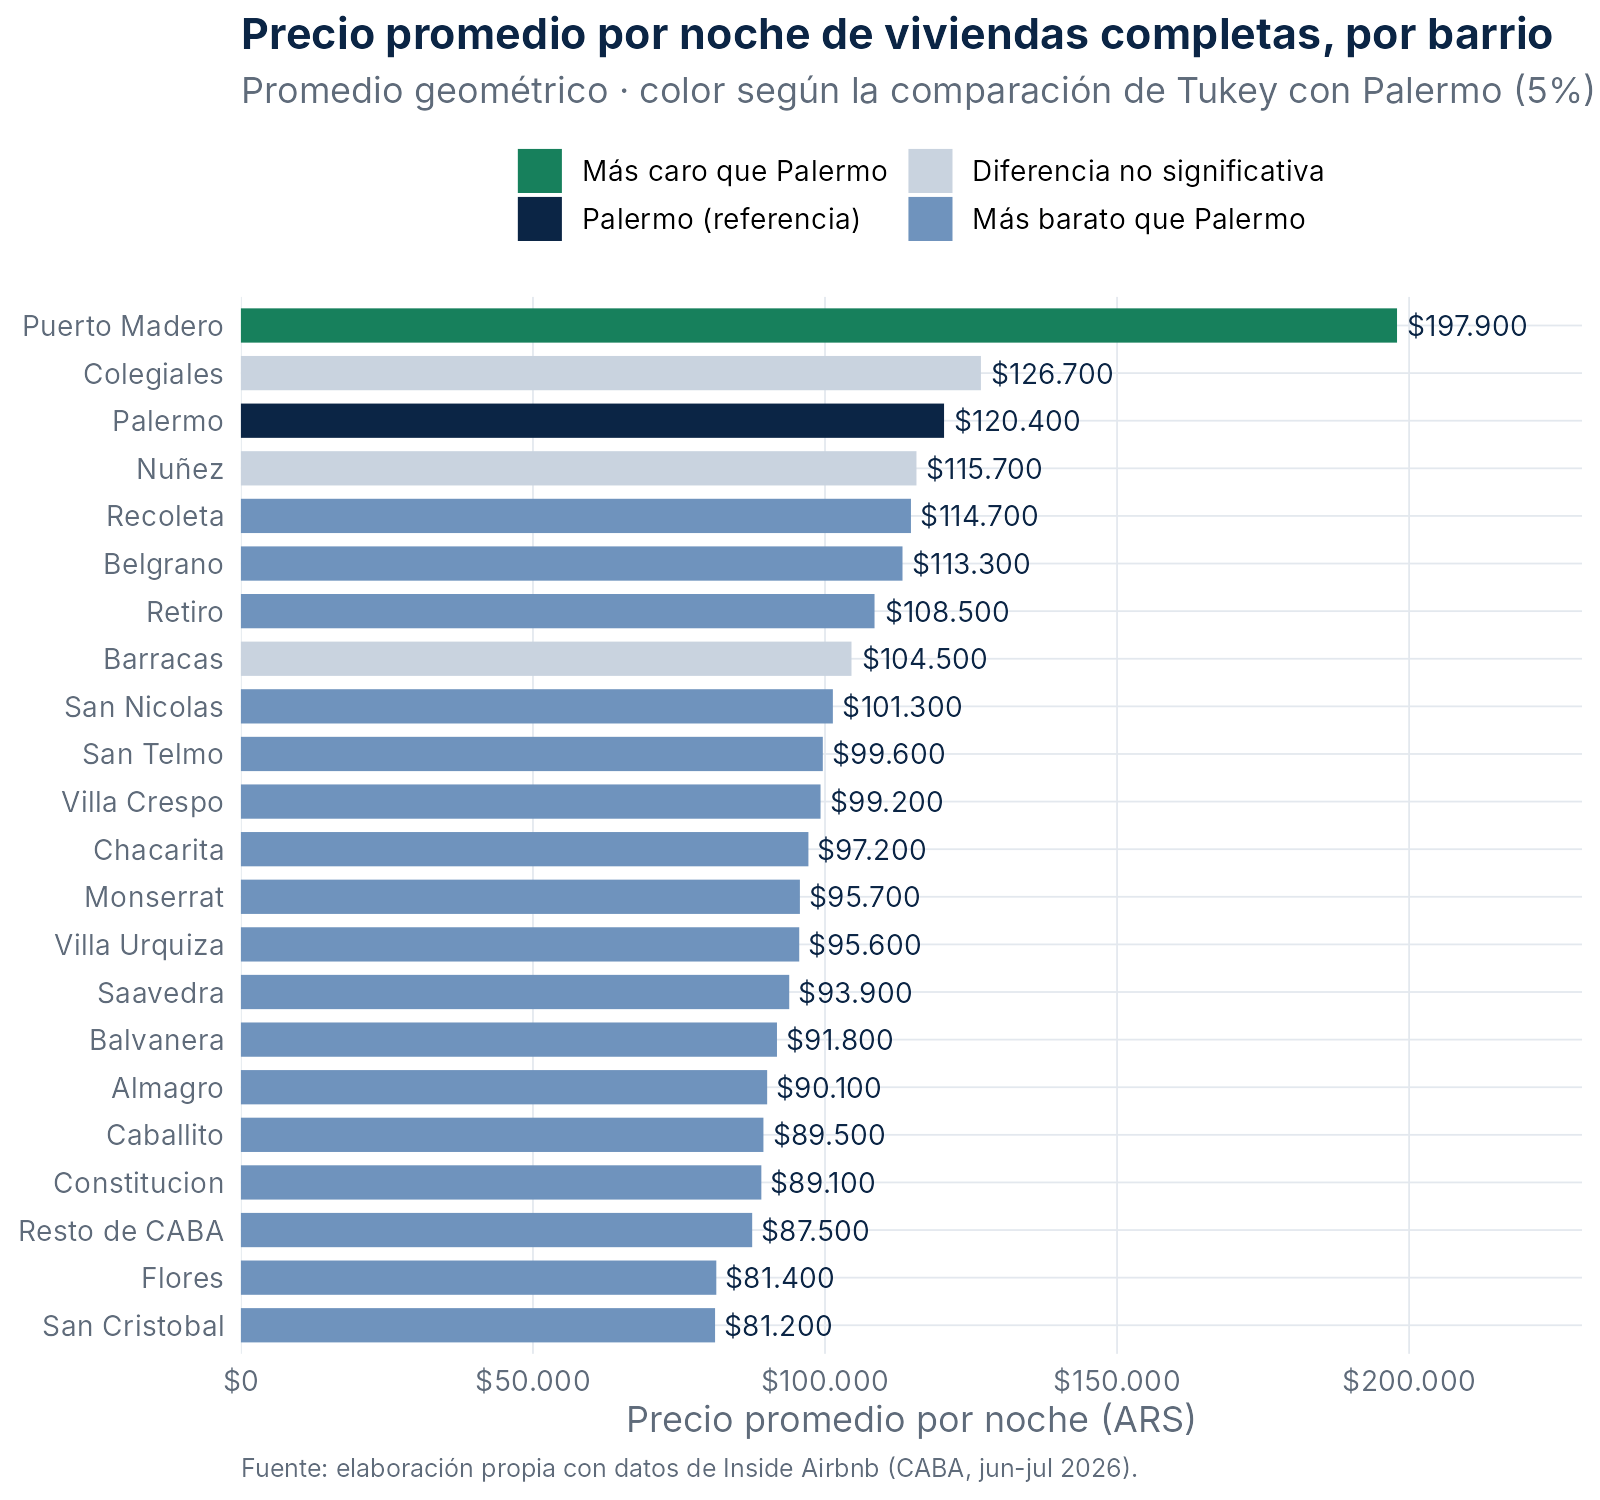 Precio promedio por noche de viviendas completas, por barrio
Promedio geométrico · color según la comparación de Tukey con Palermo (5%)
Más caro que Palermo
Diferencia no significativa
Palermo (referencia)
Más barato que Palermo
Puerto Madero $197.900
Colegiales $126.700
Palermo $120.400
Nuñez $115.700
Recoleta $114.700
Belgrano $113.300
Retiro $108.500
Barracas $104.500
San Nicolas $101.300
San Telmo $99.600
Villa Crespo $99.200
Chacarita $97.200
Monserrat $95.700
Villa Urquiza $95.600
Saavedra $93.900
Balvanera $91.800
Almagro $90.100
Caballito $89.500
Constitucion $89.100
Resto de CABA $87.500
Flores $81.400
San Cristobal $81.200
$0 $50.000 $100.000 $150.000 $200.000
Precio promedio por noche (ARS)
Fuente: elaboración propia con datos de Inside Airbnb (CABA, jun-jul 2026).